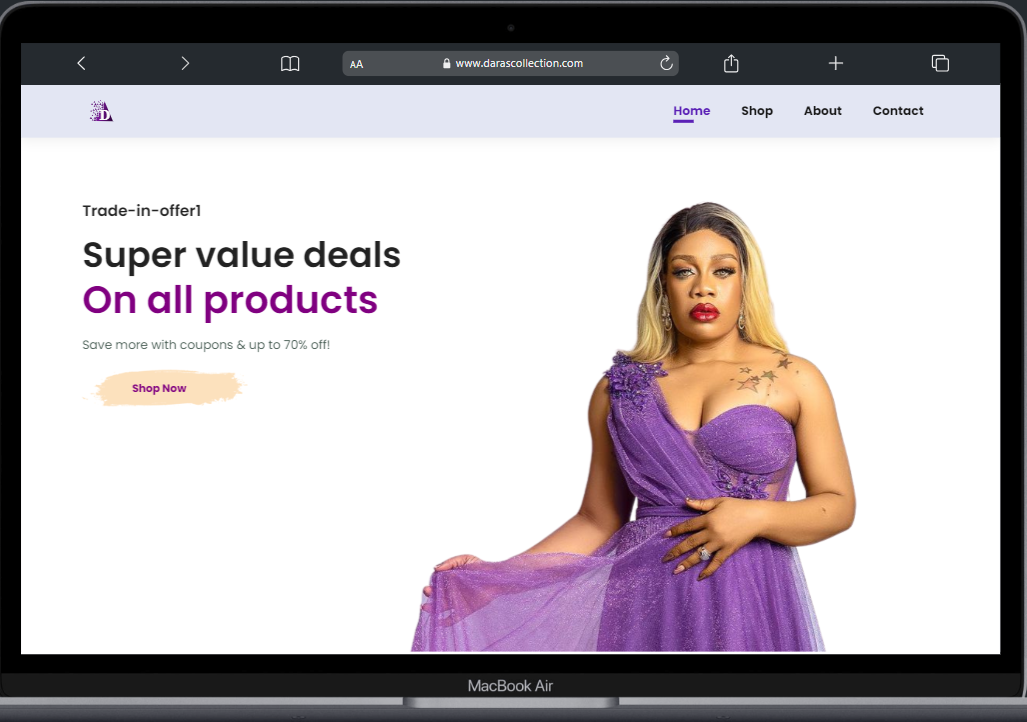 AA
www.darascollection.com
D
Home
Shop
About
Contact
Trade-in-offer1
Super value deals
On all products
Save more with coupons & up to 70% off!
Shop Now
MacBook Air